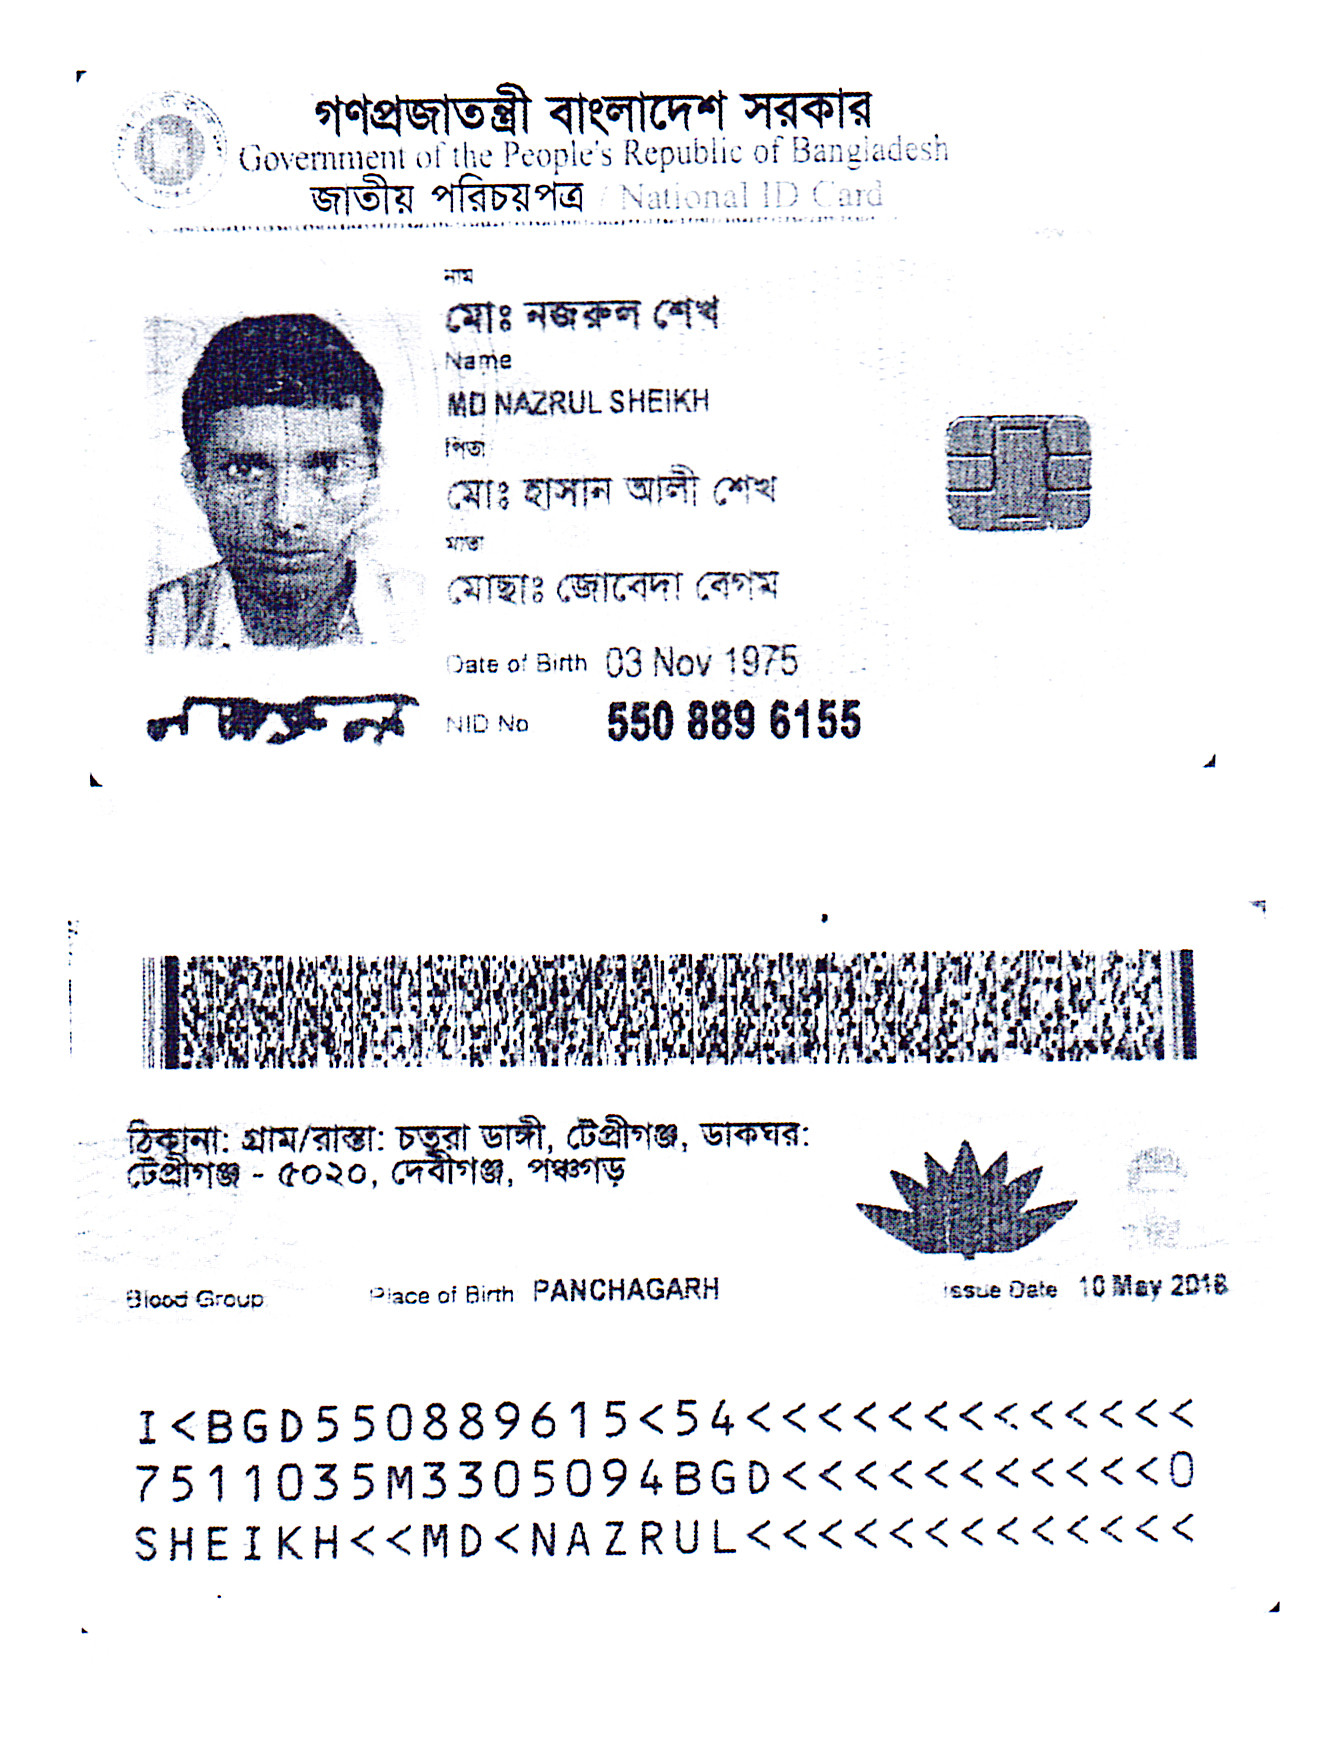 গণপ্রজাতন্ত্রী বাংলাদেশ সরকার
Government of the People's Republic of Bangladesh
জাতীয় পরিচয়পত্র / National ID Card
নাম
মোঃ নজরুল শেখ
Name
MD NAZRUL SHEIKH
পিতা
মোঃ হাসান আলী শেখ
মাতা
মোছাঃ জোবেদা বেগম
Date of Birth 03 Nov 1975
NID No 550 889 6155
ঠিকানা: গ্রাম/রাস্তা: চতুরা ডাঙ্গী, টেপ্রীগঞ্জ, ডাকঘর:
টেপ্রীগঞ্জ - ৫০২০, দেবীগঞ্জ, পঞ্চগড়
Blood Group Place of Birth PANCHAGARH Issue Date 10 May 2018
I<BGD550889615<54<<<<<<<<<<<<<
7511035M3305094BGD<<<<<<<<<<<0
SHEIKH<<MD<NAZRUL<<<<<<<<<<<<<